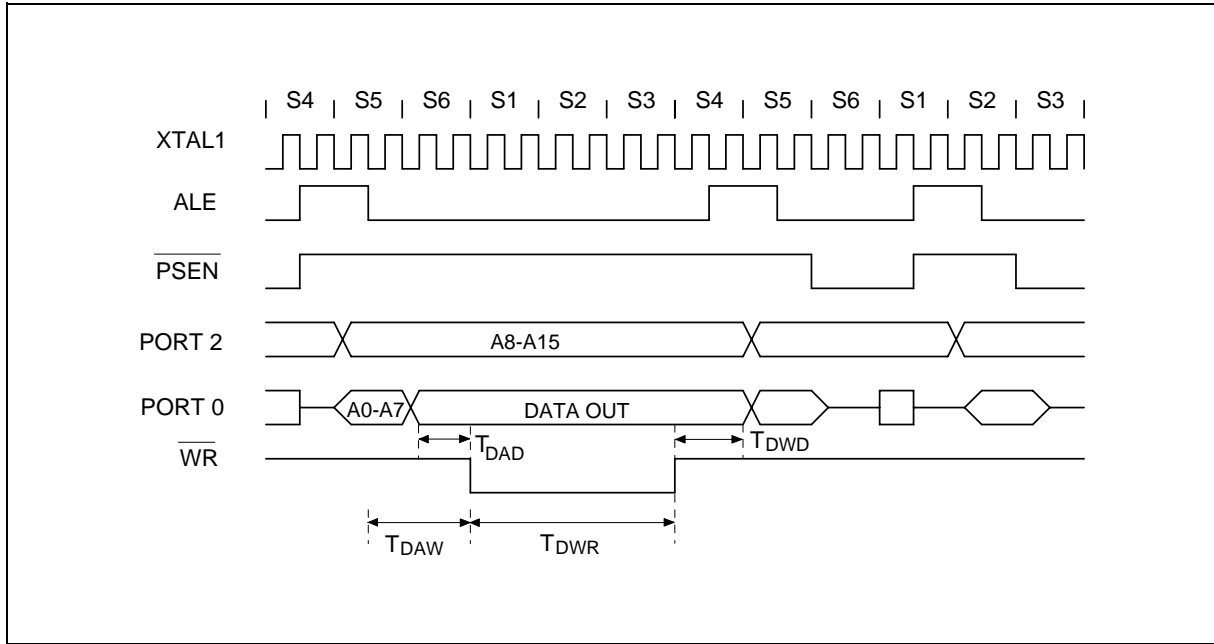 S4 S5 S6 S1 S2 S3 S4 S5 S6 S1 S2 S3
XTAL1
ALE
PSEN
PORT 2 A8-A15
PORT 0 A0-A7 DATA OUT
TDAD TDWD
WR
TDAW TDWR